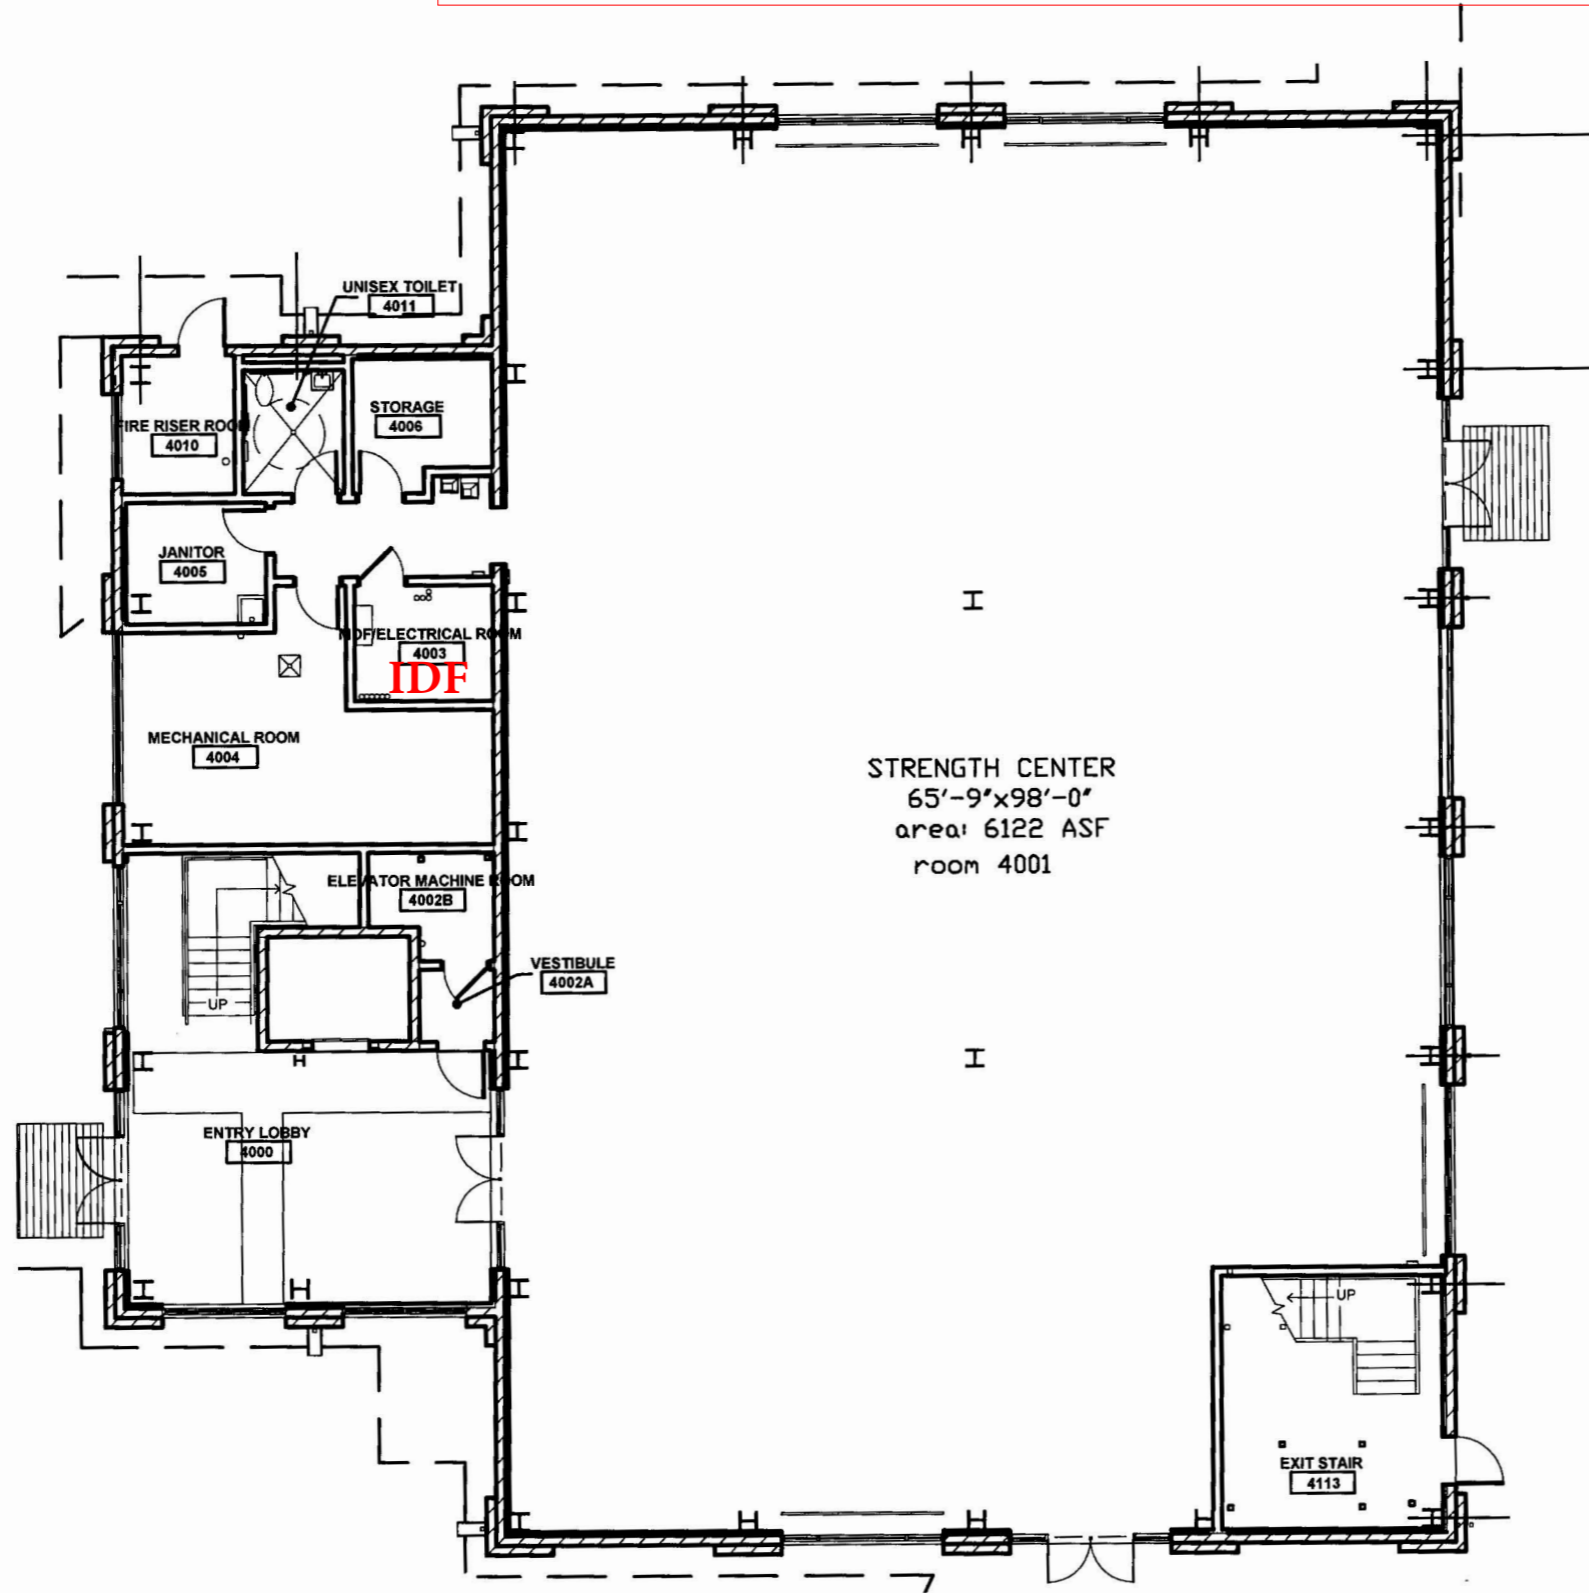 UNISEX TOILET
4011
STORAGE
4006
FIRE RISER ROOM
4010
JANITOR
4005
MDF/ELECTRICAL ROOM
4003
IDF
MECHANICAL ROOM
4004
STRENGTH CENTER
65'-9"x98'-0"
area: 6122 ASF
room 4001
ELEVATOR MACHINE ROOM
4002B
VESTIBULE
4002A
UP
ENTRY LOBBY
4000
UP
EXIT STAIR
4113